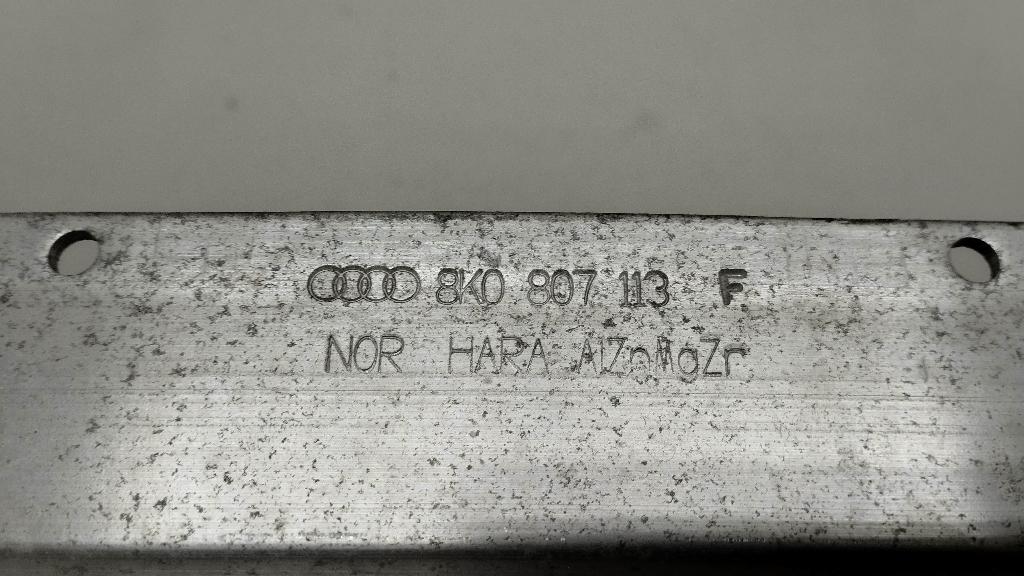 8K0 807 113 F
NOR HARA AlZnMgZr